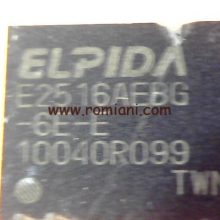 ELPIDA
E2516AEBG
www.romiani.com
-6E-E
10040R099
TWN